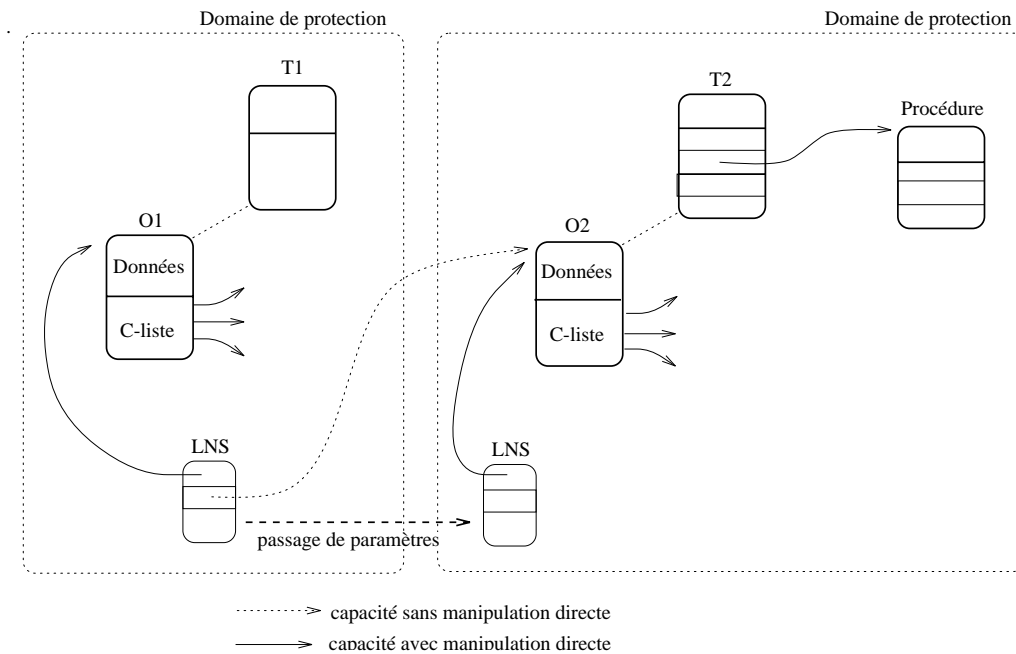 Domaine de protection
Domaine de protection
.
T1
T2
Procédure
O1
O2
Données
Données
C-liste
C-liste
LNS
LNS
passage de paramètres
capacité sans manipulation directe
capacité avec manipulation directe